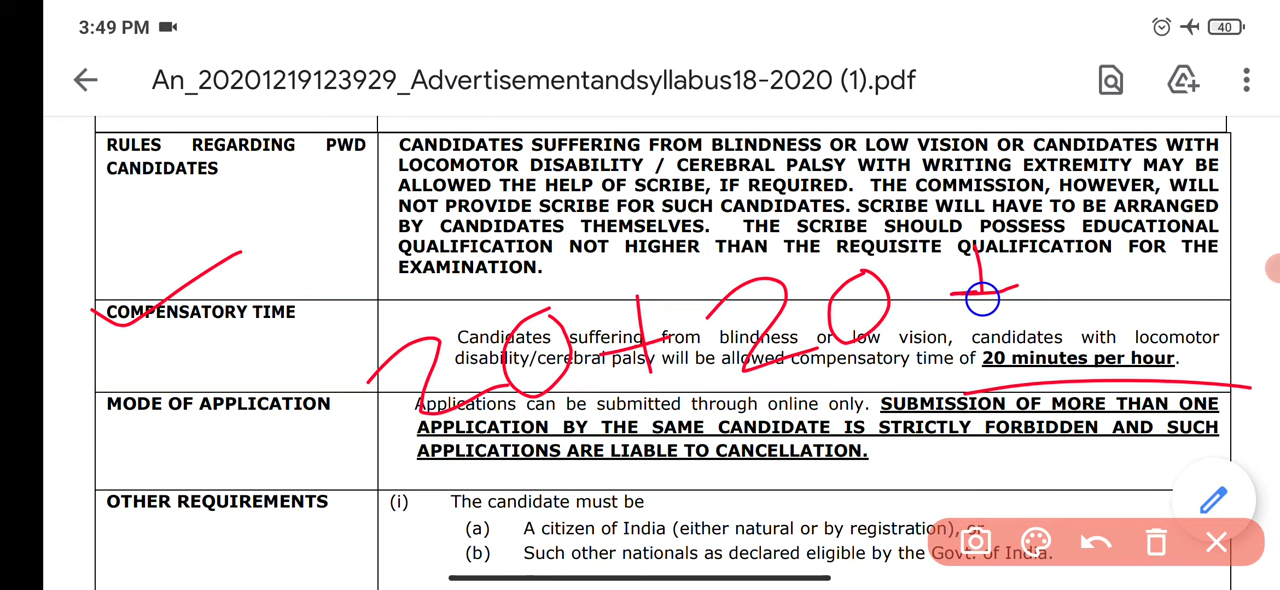 3:49 PM
40
An_20201219123929_Advertisementandsyllabus18-2020 (1).pdf
RULES REGARDING PWD CANDIDATES
CANDIDATES SUFFERING FROM BLINDNESS OR LOW VISION OR CANDIDATES WITH
LOCOMOTOR DISABILITY / CEREBRAL PALSY WITH WRITING EXTREMITY MAY BE
ALLOWED THE HELP OF SCRIBE, IF REQUIRED. THE COMMISSION, HOWEVER, WILL
NOT PROVIDE SCRIBE FOR SUCH CANDIDATES. SCRIBE WILL HAVE TO BE ARRANGED
BY CANDIDATES THEMSELVES. THE SCRIBE SHOULD POSSESS EDUCATIONAL
QUALIFICATION NOT HIGHER THAN THE REQUISITE QUALIFICATION FOR THE
EXAMINATION.
COMPENSATORY TIME
Candidates suffering from blindness or low vision, candidates with locomotor
disability/cerebral palsy will be allowed compensatory time of 20 minutes per hour.
20+20+
MODE OF APPLICATION
Applications can be submitted through online only. SUBMISSION OF MORE THAN ONE
APPLICATION BY THE SAME CANDIDATE IS STRICTLY FORBIDDEN AND SUCH
APPLICATIONS ARE LIABLE TO CANCELLATION.
OTHER REQUIREMENTS
(i) The candidate must be
(a) A citizen of India (either natural or by registration), or
(b) Such other nationals as declared eligible by the Govt. of India.